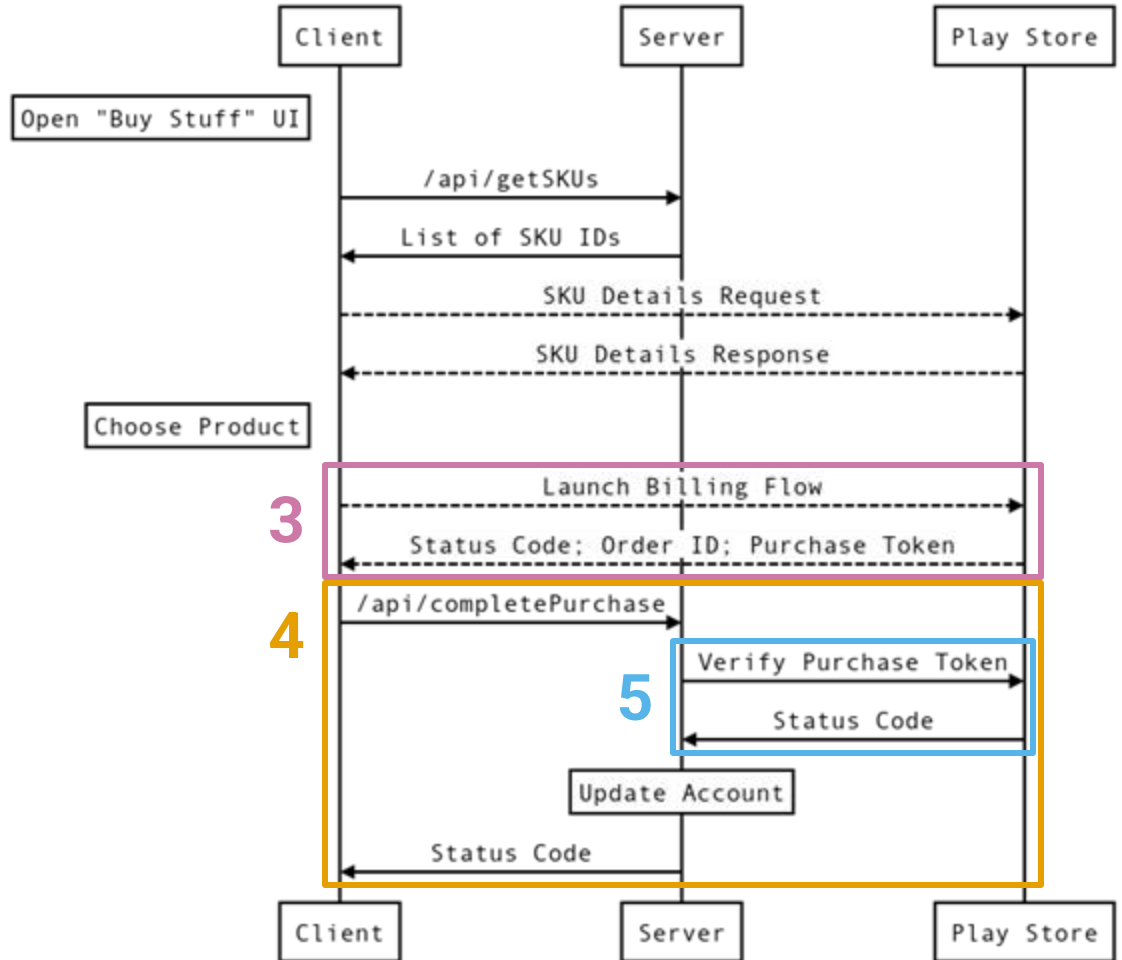 Client
Server
Play Store
Open "Buy Stuff" UI
/api/getSKUs
List of SKU IDs
SKU Details Request
SKU Details Response
Choose Product
3
Launch Billing Flow
Status Code; Order ID; Purchase Token
4
/api/completePurchase
5
Verify Purchase Token
Status Code
Update Account
Status Code
Client
Server
Play Store